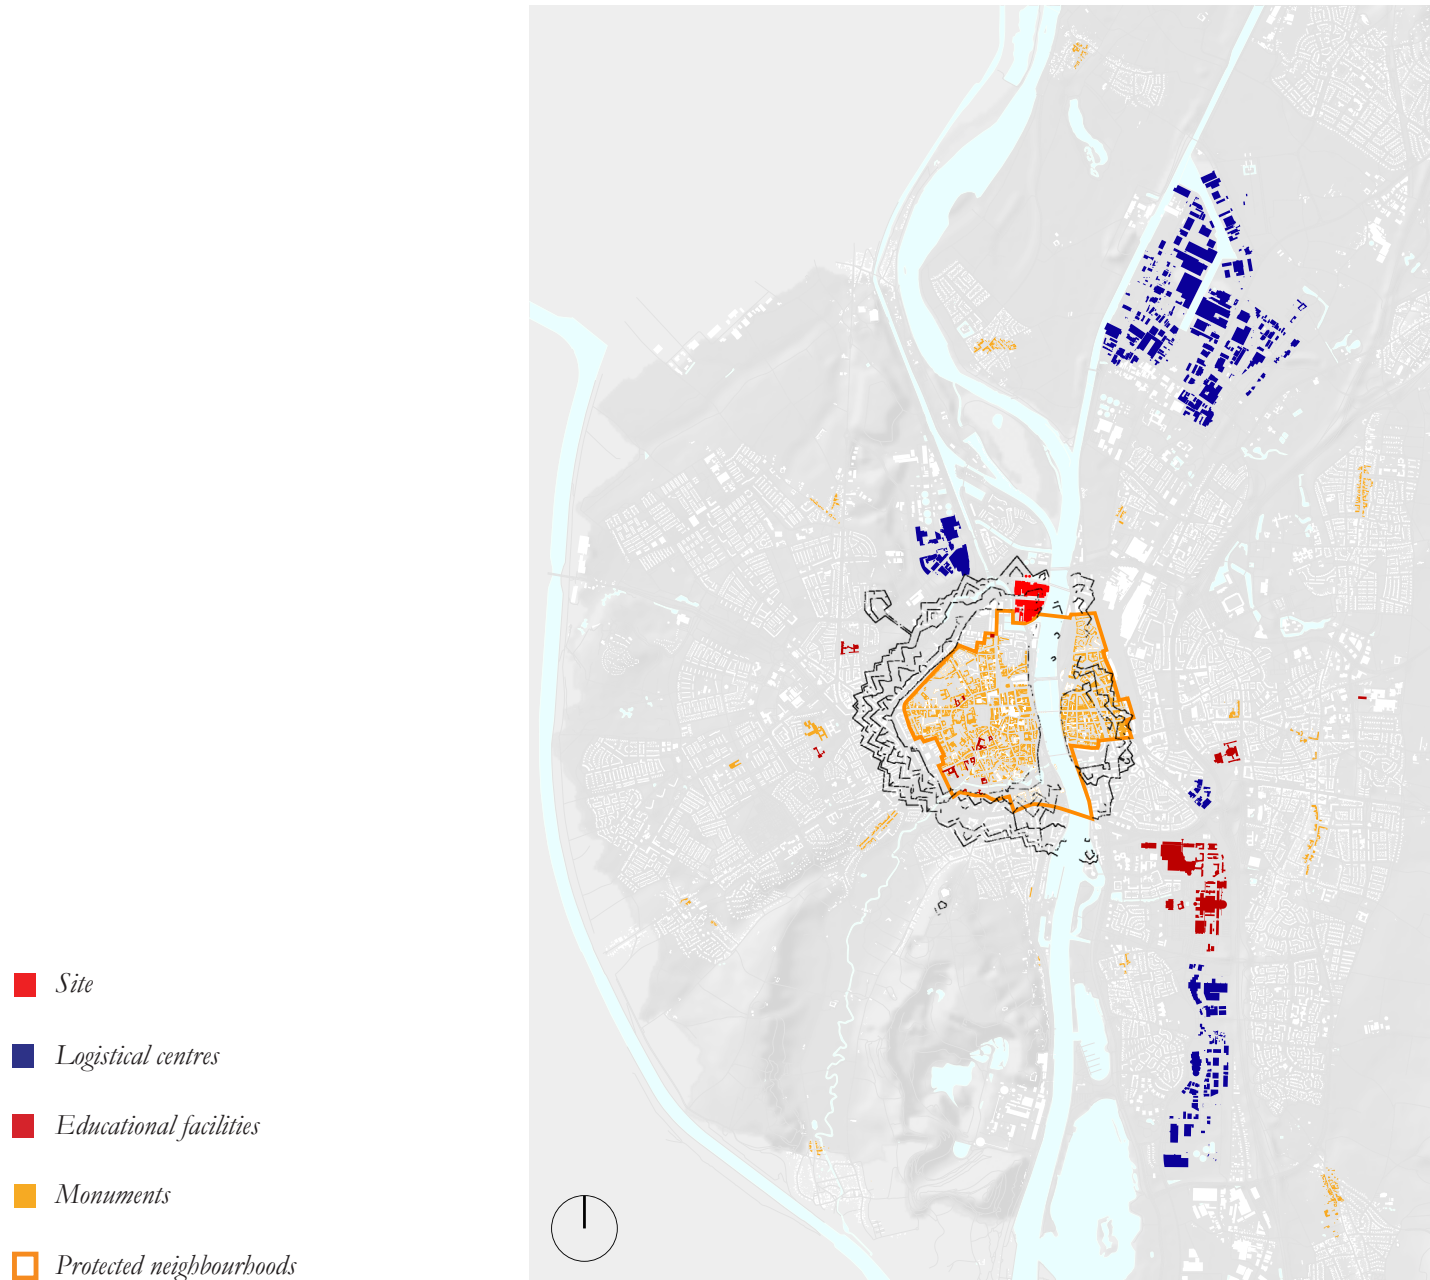 Site
Logistical centres
Educational facilities
Monuments
Protected neighbourhoods